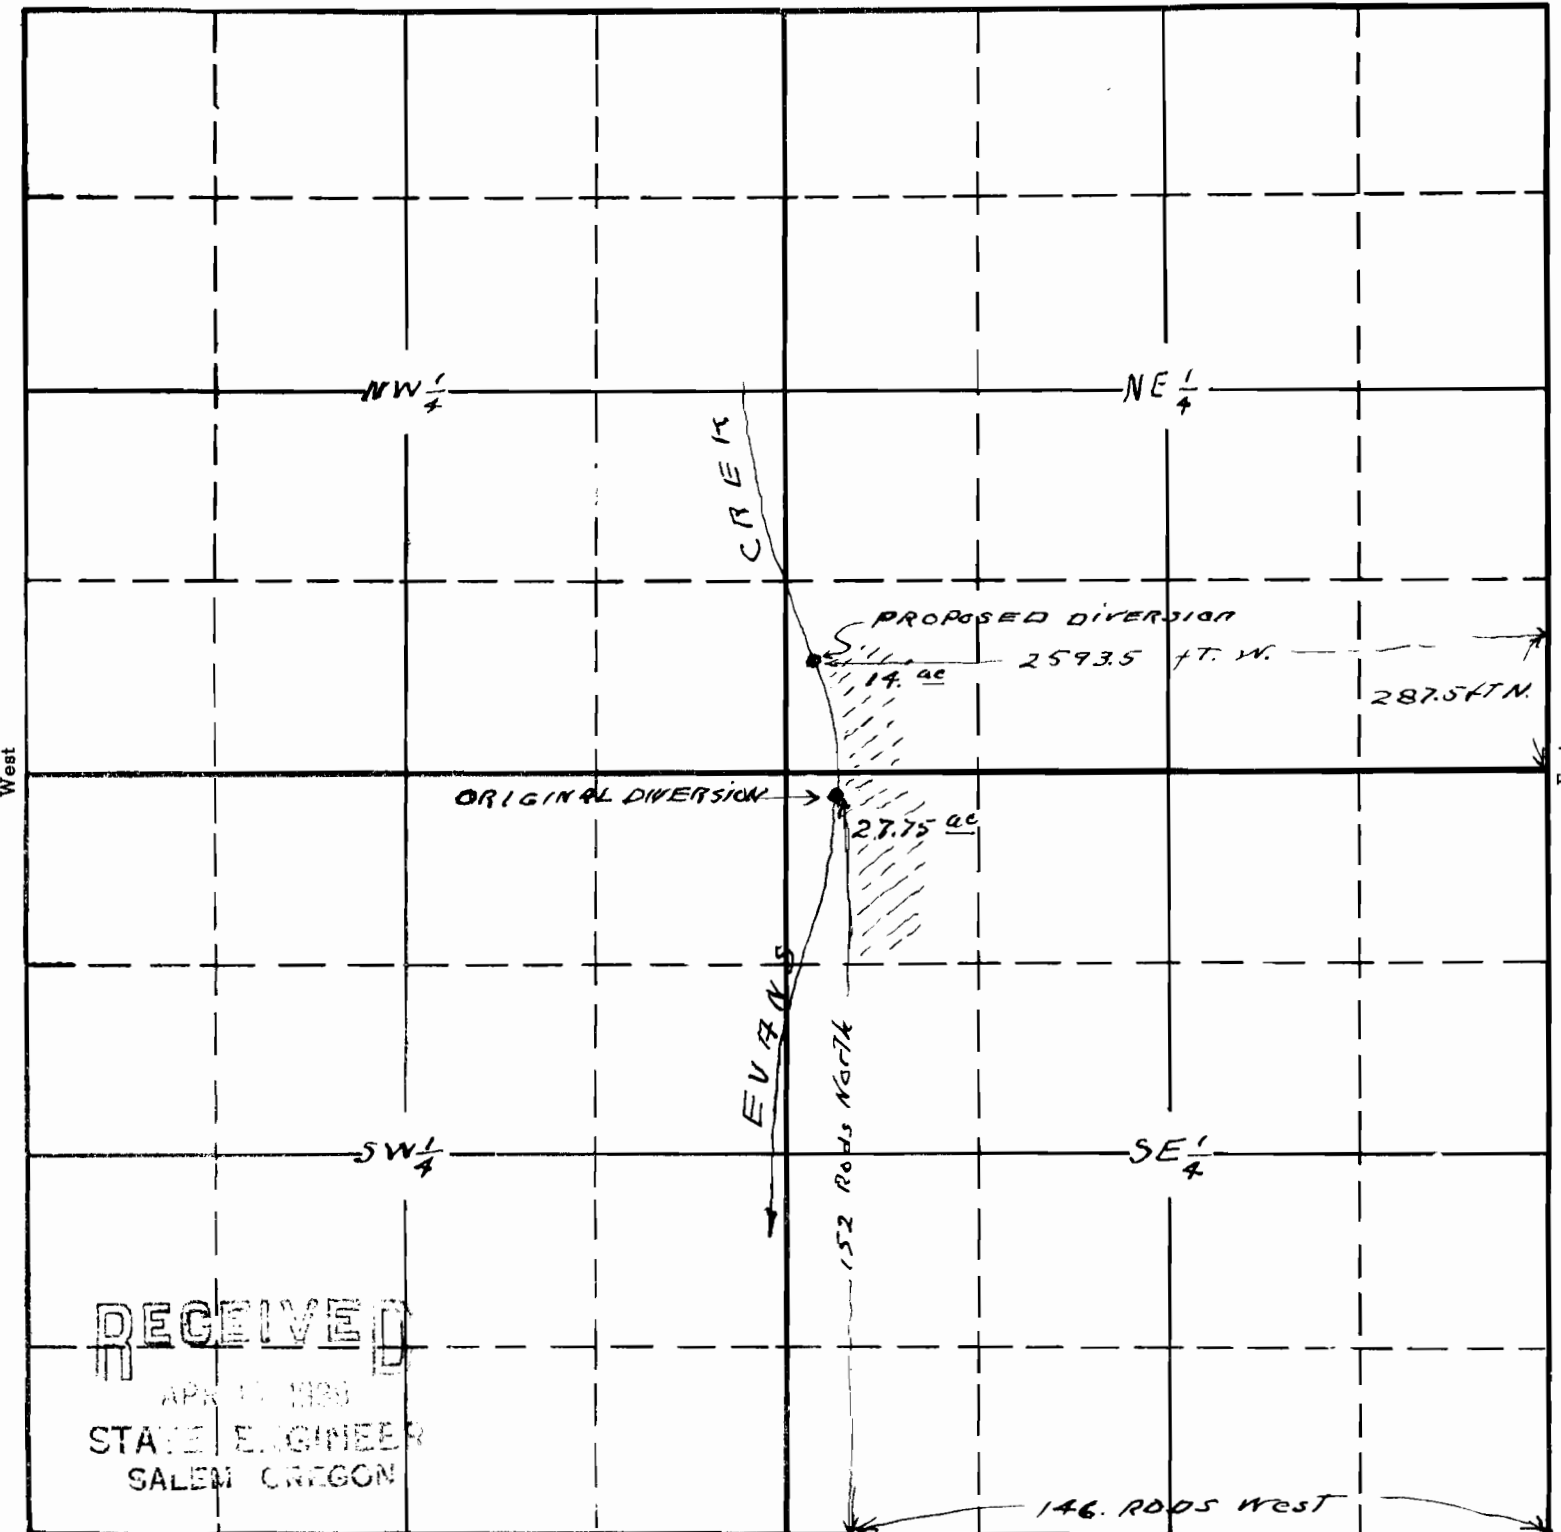 NW 1/4
NE 1/4
CREEK
PROPOSED DIVERSION
2593.5 FT. W.
14. ac
287.5 FT N.
West
ORIGINAL DIVERSION
27.75 ac
EVANS
152 Rods North
SW 1/4
SE 1/4
RECEIVED
APR
STATE ENGINEER
SALEM OREGON
146. RODS West